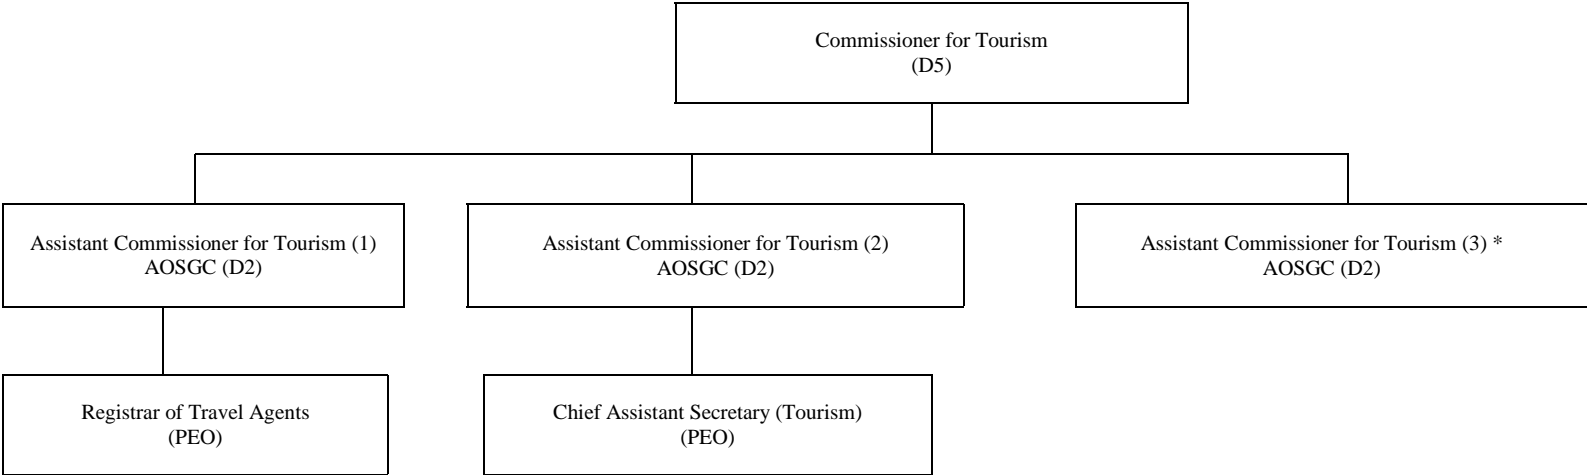 Commissioner for Tourism
(D5)
Assistant Commissioner for Tourism (1)
AOSGC (D2)
Assistant Commissioner for Tourism (2)
AOSGC (D2)
Assistant Commissioner for Tourism (3) *
AOSGC (D2)
Registrar of Travel Agents
(PEO)
Chief Assistant Secretary (Tourism)
(PEO)